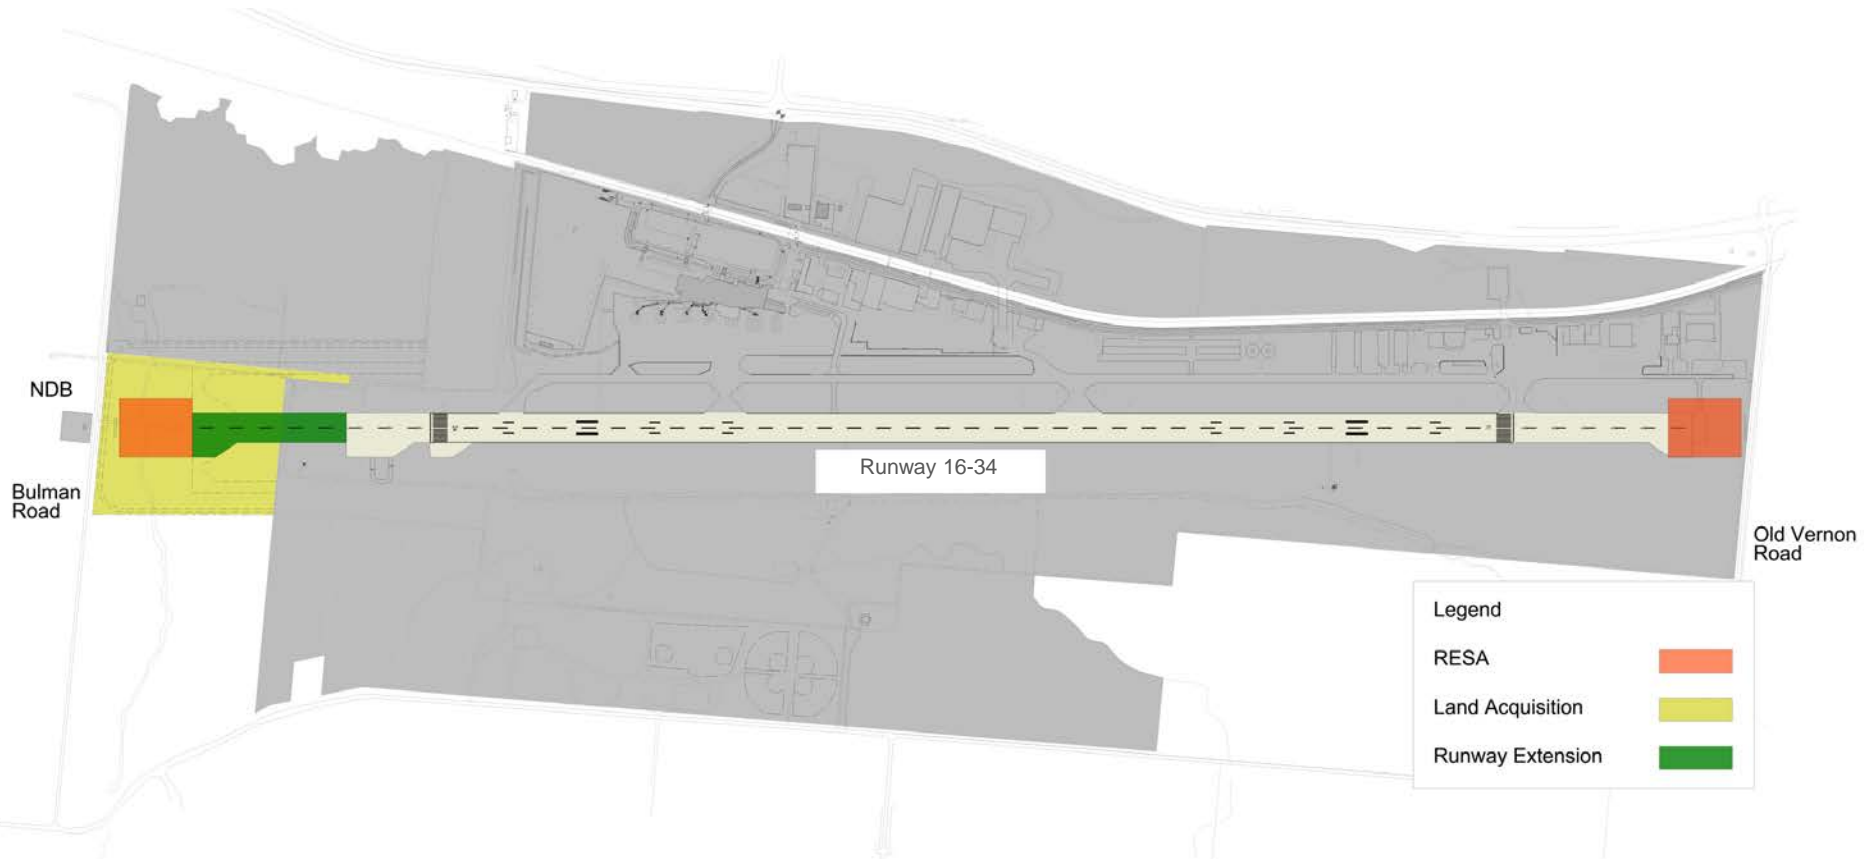 NDB
Bulman
Road
Runway 16-34
Old Vernon
Road
Legend
RESA
Land Acquisition
Runway Extension